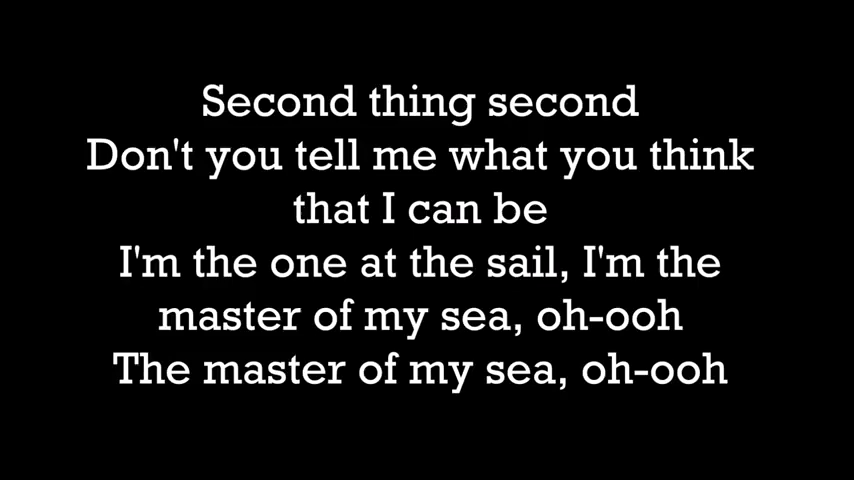 Second thing second
Don't you tell me what you think
that I can be
I'm the one at the sail, I'm the
master of my sea, oh-ooh
The master of my sea, oh-ooh